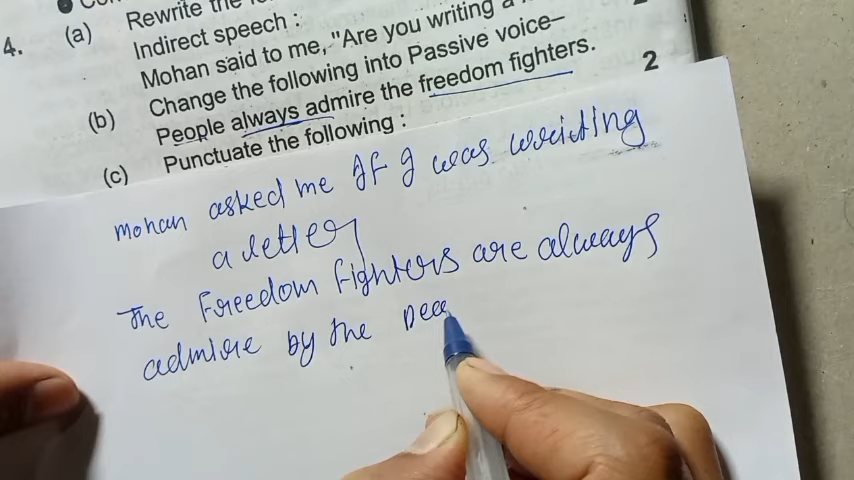 4. (a) Rewrite the
Indirect speech :
Mohan said to me, "Are you writing a
(b) Change the following into Passive voice–
People always admire the freedom fighters.
2
(c) Punctuate the following :
Mohan asked me If I was writing
a letter
The Freedom Fighters are always
admire by the Peo